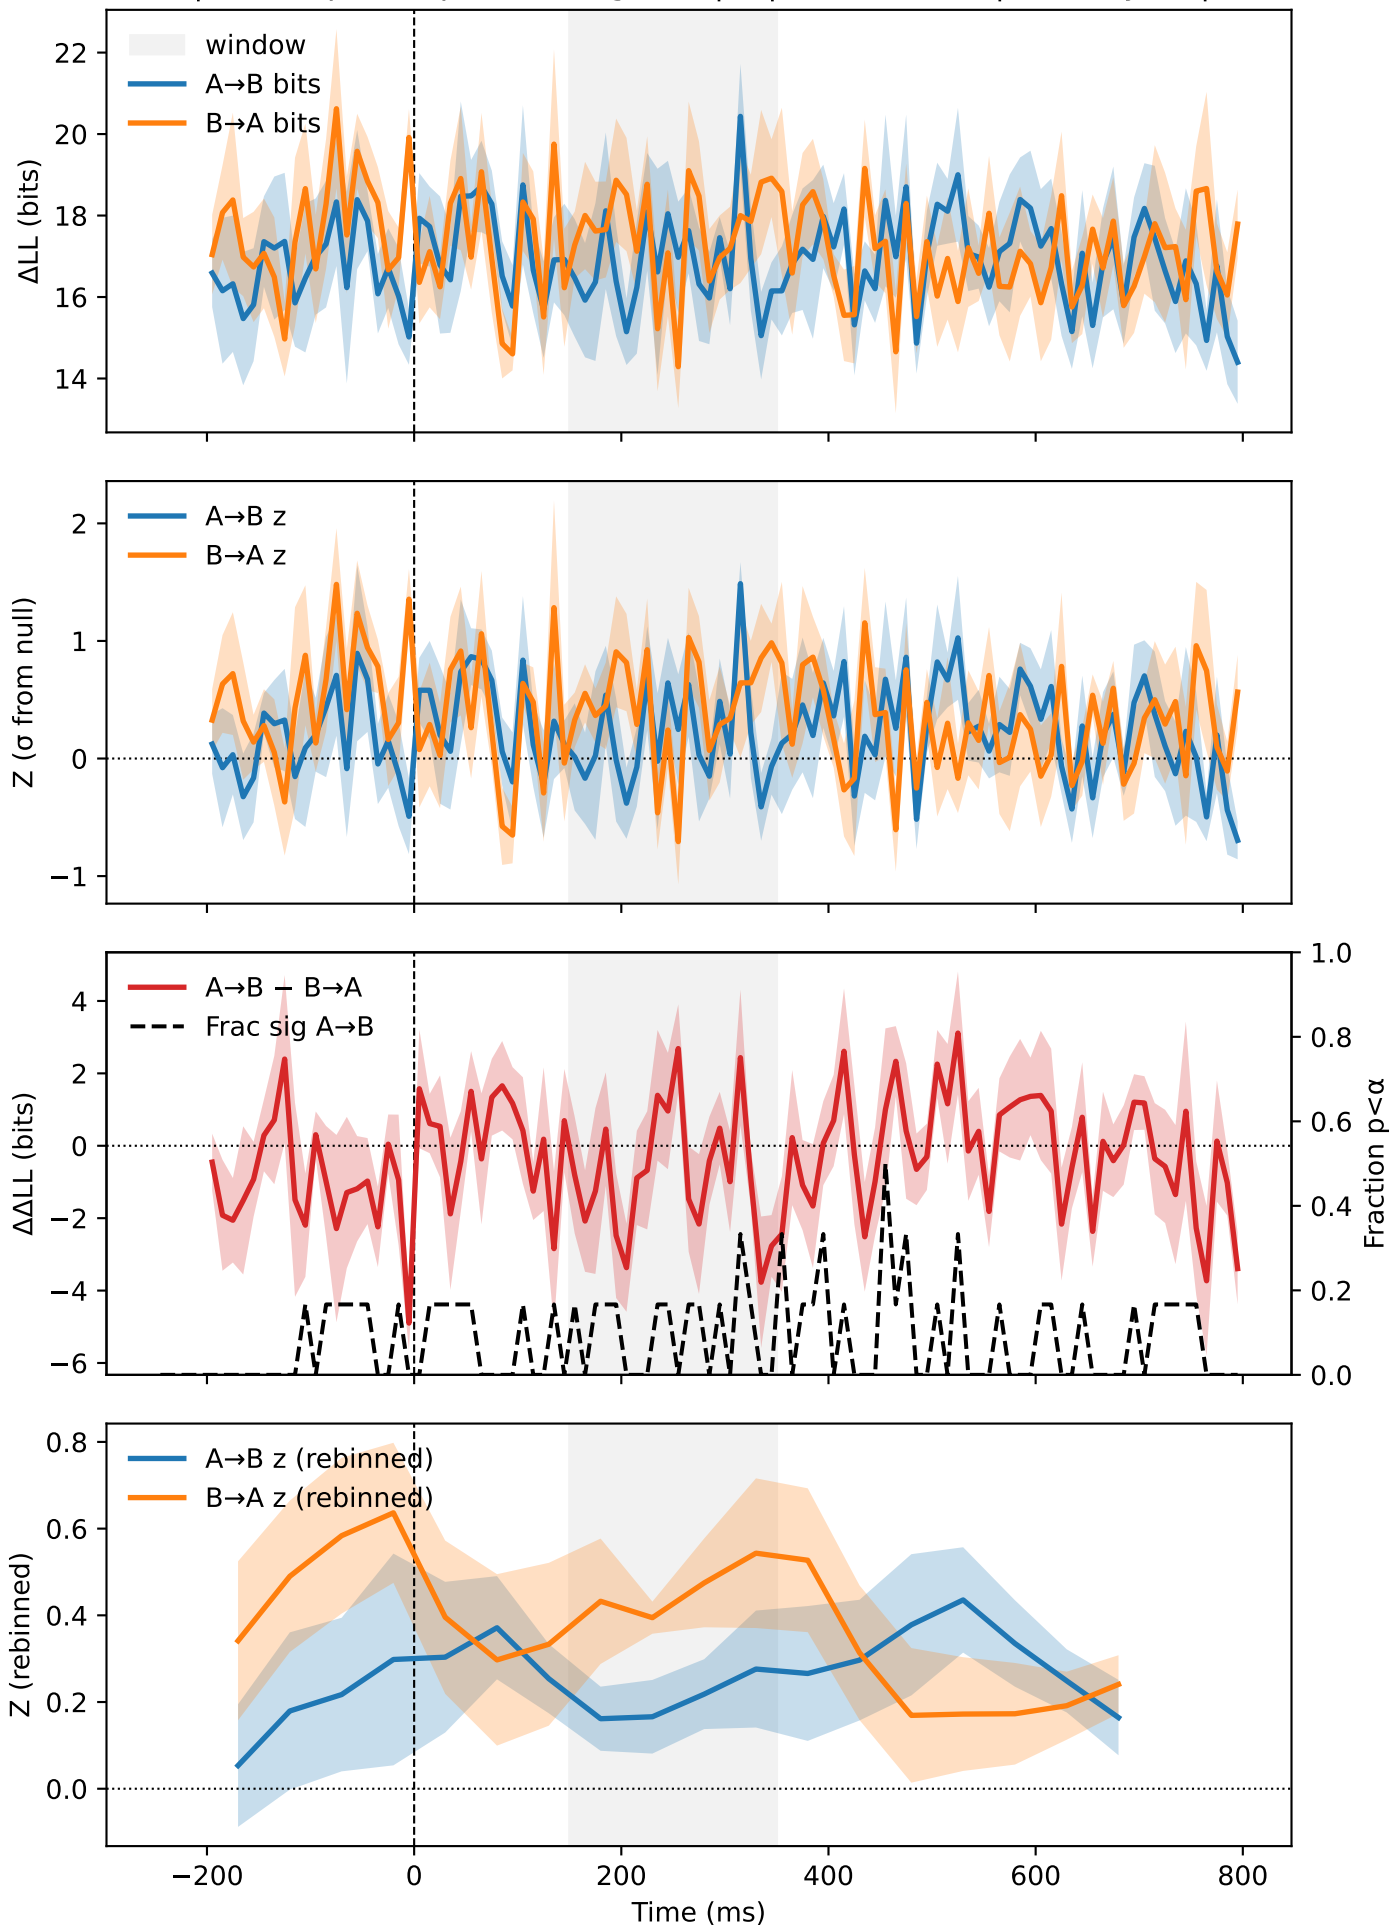 22
20
18
16
14
ΔLL (bits)
window
A→B bits
B→A bits
2
1
0
−1
Z (σ from null)
A→B z
B→A z
4
2
0
−2
−4
−6
ΔΔLL (bits)
A→B − B→A
Frac sig A→B
1.0
0.8
0.6
0.4
0.2
0.0
Fraction p<α
0.8
0.6
0.4
0.2
0.0
Z (rebinned)
A→B z (rebinned)
B→A z (rebinned)
−200 0 200 400 600 800
Time (ms)